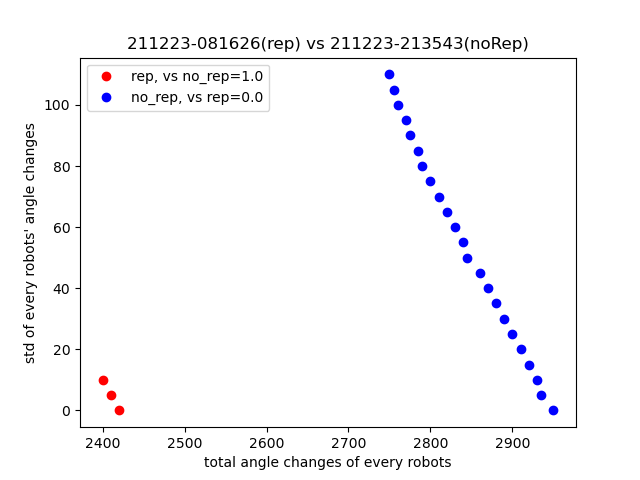 211223-081626(rep) vs 211223-213543(noRep)
rep, vs no_rep=1.0
no_rep, vs rep=0.0
std of every robots' angle changes
100
80
60
40
20
0
2400 2500 2600 2700 2800 2900
total angle changes of every robots